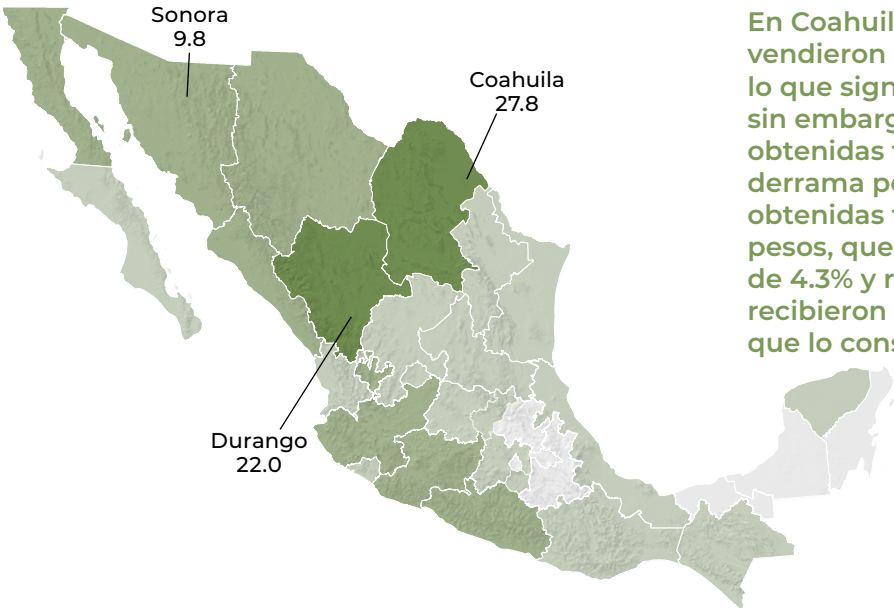 Sonora
9.8
Coahuila
27.8
Durango
22.0
En Coahuil
vendieron
lo que sign
sin embarg
obtenidas
derrama
obtenidas
pesos, que
de 4.3% y
recibieron
que lo cons